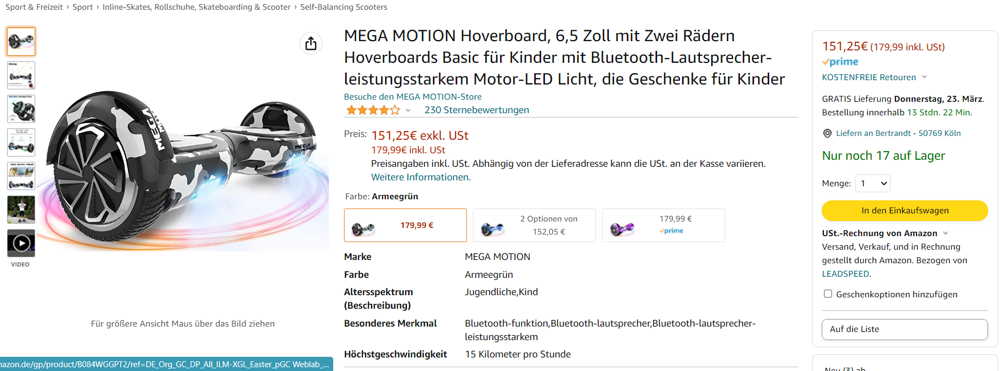 Sport & Freizeit › Sport › Inline-Skates, Rollschuhe, Skateboarding & Scooter › Self-Balancing Scooters
VIDEO
Für größere Ansicht Maus über das Bild ziehen
MEGA MOTION Hoverboard, 6,5 Zoll mit Zwei Rädern
Hoverboards Basic für Kinder mit Bluetooth-Lautsprecher-
leistungsstarkem Motor-LED Licht, die Geschenke für Kinder
Besuche den MEGA MOTION-Store
230 Sternebewertungen
Preis: 151,25€ exkl. USt
179,99€ inkl. USt
Preisangaben inkl. USt. Abhängig von der Lieferadresse kann die USt. an der Kasse variieren.
Weitere Informationen.
Farbe: Armeegrün
179,99 €
2 Optionen von
152,05 €
179,99 €
prime
Marke MEGA MOTION
Farbe Armeegrün
Altersspektrum Jugendliche,Kind
(Beschreibung)
Besonderes Merkmal Bluetooth-funktion,Bluetooth-lautsprecher,Bluetooth-lautsprecher-
leistungsstarkem
Höchstgeschwindigkeit 15 Kilometer pro Stunde
MEGA
MOTION
MEGA
MOTION
151,25€ (179,99 inkl. USt)
prime
KOSTENFREIE Retouren
GRATIS Lieferung Donnerstag, 23. März.
Bestellung innerhalb 13 Stdn. 22 Min.
Liefern an Bertrandt - 50769 Köln
Nur noch 17 auf Lager
Menge: 1
In den Einkaufswagen
USt.-Rechnung von Amazon
Versand, Verkauf, und in Rechnung
gestellt durch Amazon. Bezogen von
LEADSPEED.
Geschenkoptionen hinzufügen
Auf die Liste
Neu (3) ab
mazon.de/gp/product/B084WGGPT2/ref=DE_Org_GC_DP_All_ILM-XGL_Easter_pGC Weblab_...